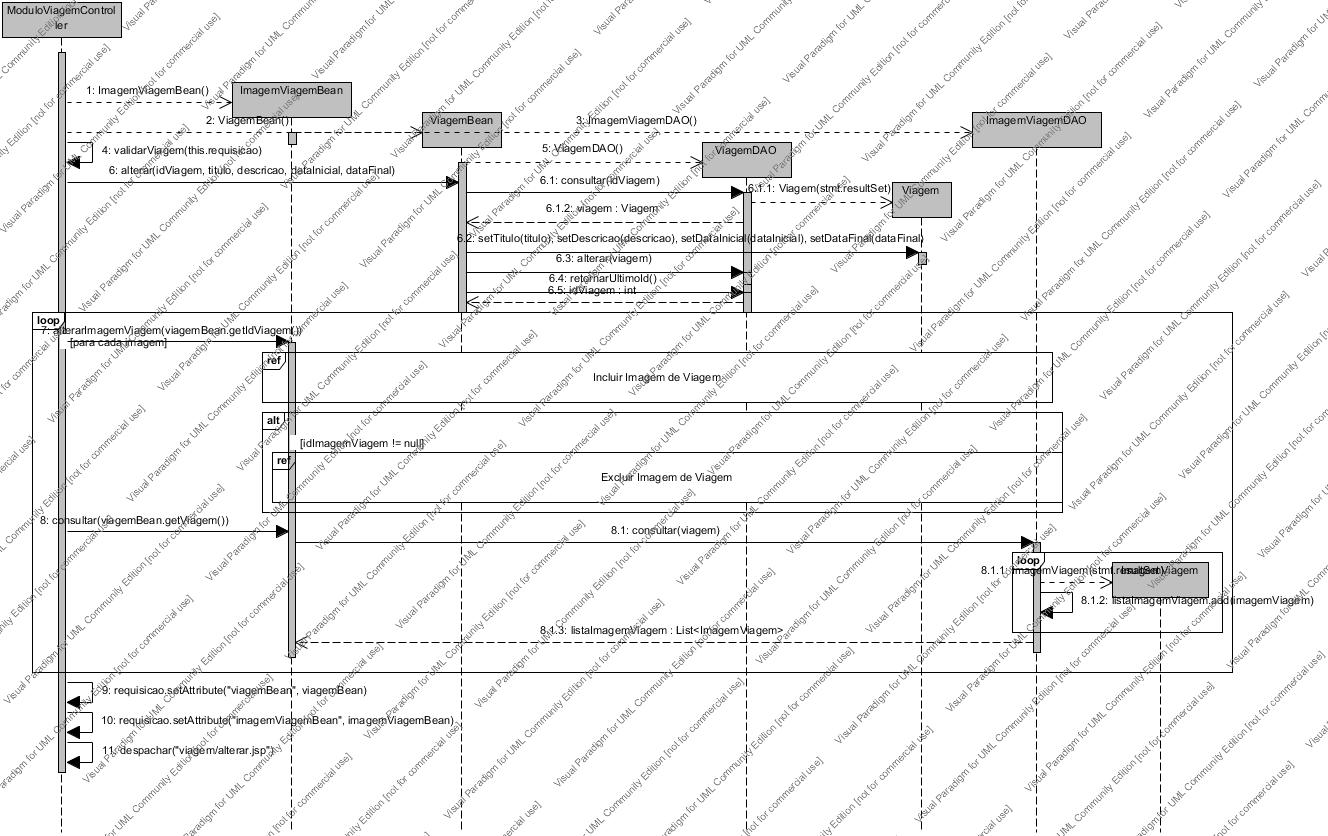 ModuloViagemControl
ler
1: ImagemViagemBean()
ImagemViagemBean
2: ViagemBean()
ViagemBean
3: ImagemViagemDAO()
ImagemViagemDAO
4: validarViagem(this.requisicao)
5: ViagemDAO()
ViagemDAO
6: alterar(idViagem, titulo, descricao, dataInicial, dataFinal)
6.1: consultar(idViagem)
6.1.1: Viagem(stmt.resultSet)
Viagem
6.1.2: viagem : Viagem
6.2: setTitulo(titulo), setDescricao(descricao), setDataInicial(dataInicial), setDataFinal(dataFinal)
6.3: alterar(viagem)
6.4: retornarUltimoId()
6.5: idViagem : int
loop
7: alterarImagemViagem(viagemBean.getIdViagem())
[para cada imagem]
ref
Incluir Imagem de Viagem
alt
[idImagemViagem != null]
ref
Excluir Imagem de Viagem
8: consultar(viagemBean.getViagem())
8.1: consultar(viagem)
loop
8.1.1: ImagemViagem(stmt.resultSet)
ImagemViagem
8.1.2: listaImagemViagem.add(imagemViagem)
8.1.3: listaImagemViagem : List<ImagemViagem>
9: requisicao.setAttribute("viagemBean", viagemBean)
10: requisicao.setAttribute("imagemViagemBean", imagemViagemBean)
11: despachar("viagem/alterar.jsp")
Visual Paradigm for UML Community Edition [not for commercial use]